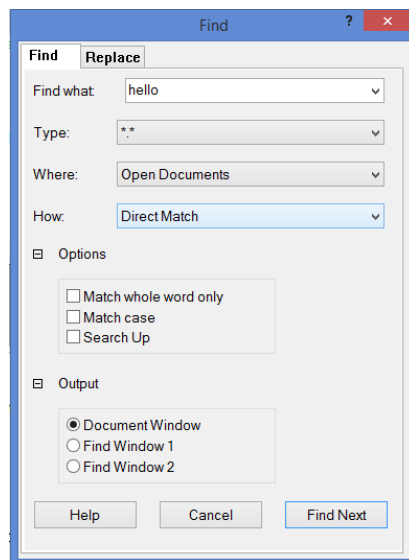 Find
Find Replace
Find what: hello
Type: *.*
Where: Open Documents
How: Direct Match
Options
Match whole word only
Match case
Search Up
Output
Document Window
Find Window 1
Find Window 2
Help Cancel Find Next